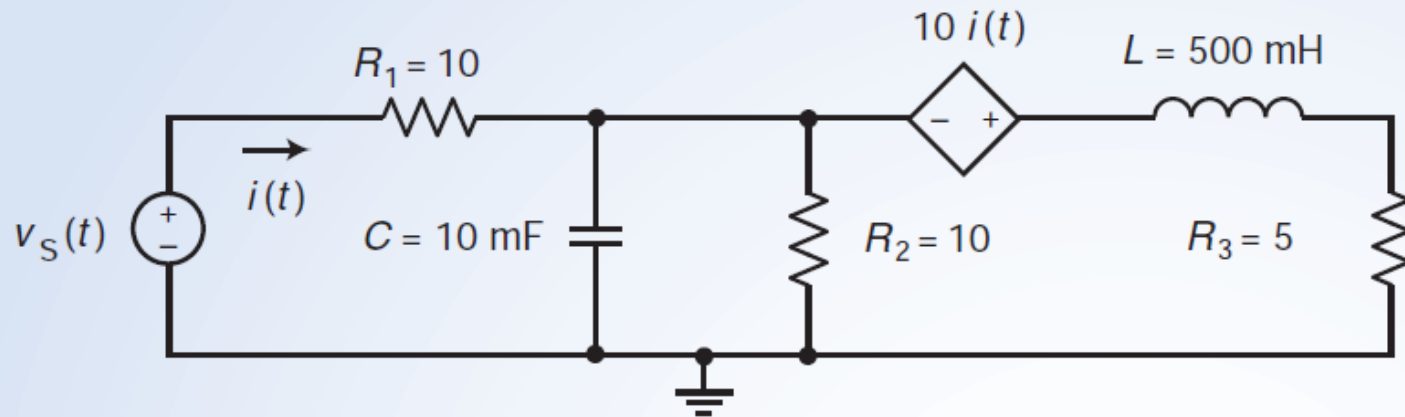 10 i(t)
R₁ = 10
L = 500 mH
− +
i(t)
vS(t)
+
−
C = 10 mF
R₂ = 10
R₃ = 5